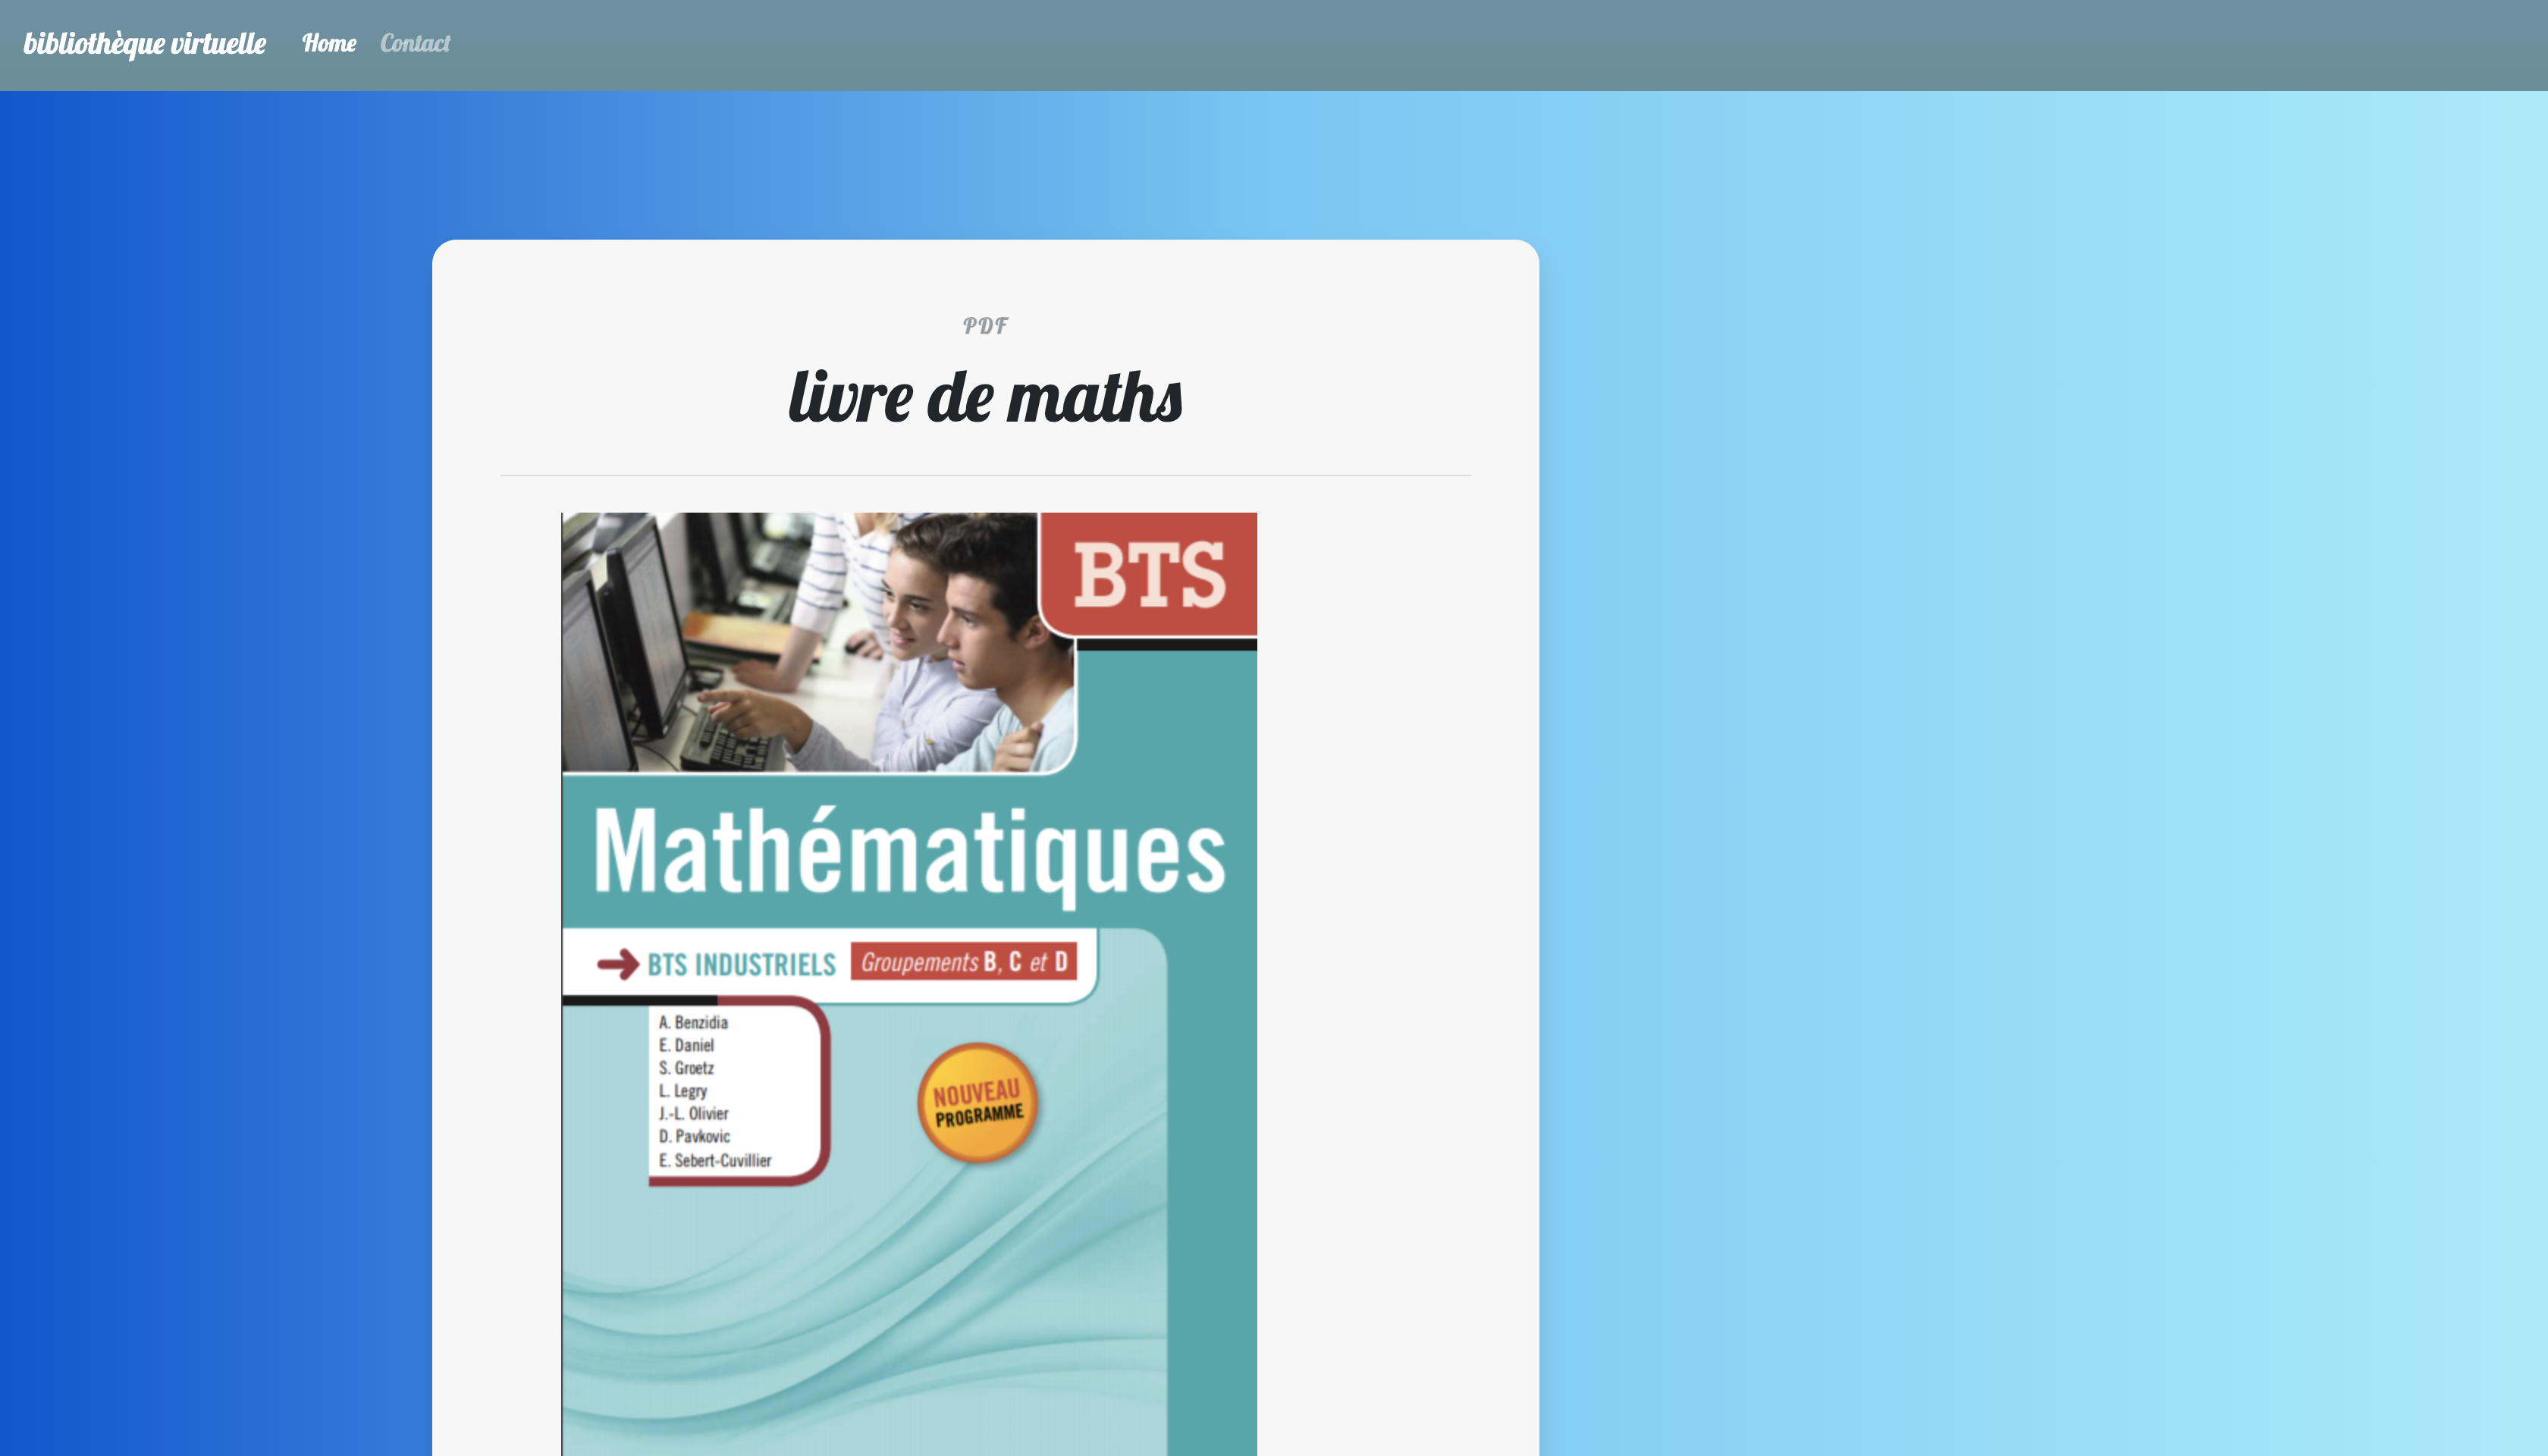 bibliothèque virtuelle Home Contact
PDF
livre de maths
BTS
Mathématiques
BTS INDUSTRIELS Groupements B, C et D
A. Benzidia
E. Daniel
S. Groetz
L. Legry
J.-L. Olivier
D. Pavkovic
E. Sebert-Cuvillier
NOUVEAU
PROGRAMME